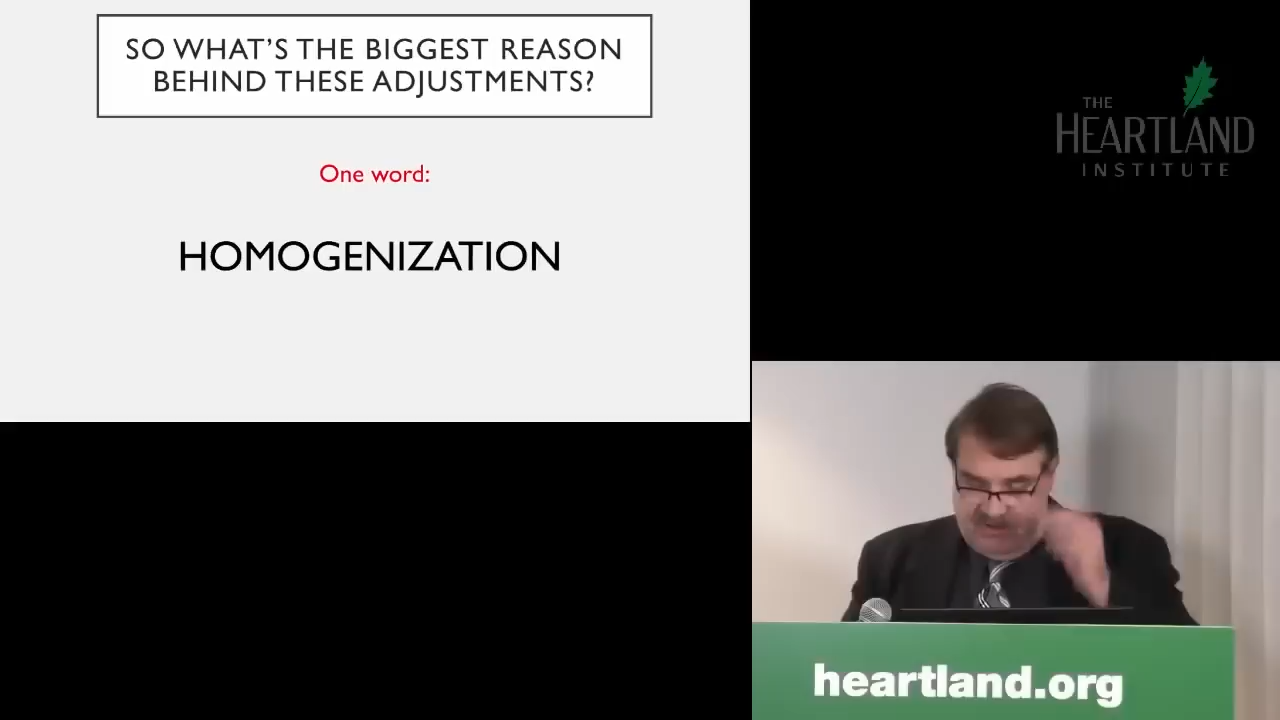 SO WHAT'S THE BIGGEST REASON
BEHIND THESE ADJUSTMENTS?
One word:
HOMOGENIZATION
THE
HEARTLAND
INSTITUTE
heartland.org